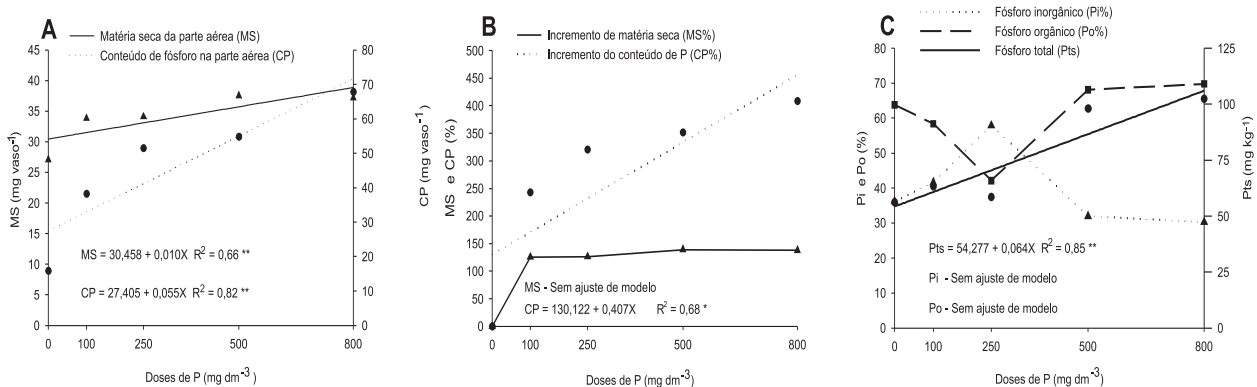 A
Matéria seca da parte aérea (MS)
Conteúdo de fósforo na parte aérea (CP)
45
40
35
30
25
20
15
10
5
0
MS (mg vaso-1)
80
70
60
50
40
30
20
10
0
CP (mg vaso-1)
MS = 30,458 + 0,010X R2 = 0,66 **
CP = 27,405 + 0,055X R2 = 0,82 **
0 100 250 500 800
Doses de P (mg dm-3)
B
Incremento de matéria seca (MS%)
Incremento do conteúdo de P (CP%)
500
450
400
350
300
250
200
150
100
50
0
MS e CP (%)
MS - Sem ajuste de modelo
CP = 130,122 + 0,407X R2 = 0,68 *
0 100 250 500 800
Doses de P (mg dm-3)
C
Fósforo inorgânico (Pi%)
Fósforo orgânico (Po%)
Fósforo total (Pts)
80
70
60
50
40
30
20
10
0
Pi e Po (%)
125
100
75
50
25
0
Pts (mg kg-1)
Pts = 54,277 + 0,064X R2 = 0,85 **
Pi - Sem ajuste de modelo
Po - Sem ajuste de modelo
0 100 250 500 800
Doses de P (mg dm-3)